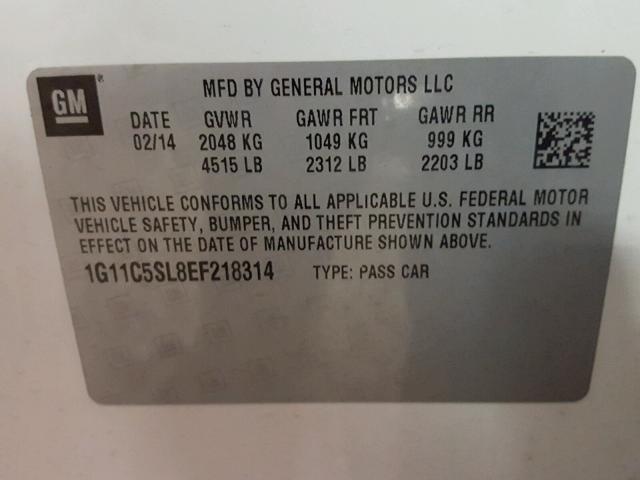 GM ®
MFD BY GENERAL MOTORS LLC
DATE GVWR GAWR FRT GAWR RR
02/14 2048 KG 1049 KG 999 KG
4515 LB 2312 LB 2203 LB
THIS VEHICLE CONFORMS TO ALL APPLICABLE U.S. FEDERAL MOTOR
VEHICLE SAFETY, BUMPER, AND THEFT PREVENTION STANDARDS IN
EFFECT ON THE DATE OF MANUFACTURE SHOWN ABOVE.
1G11C5SL8EF218314 TYPE: PASS CAR